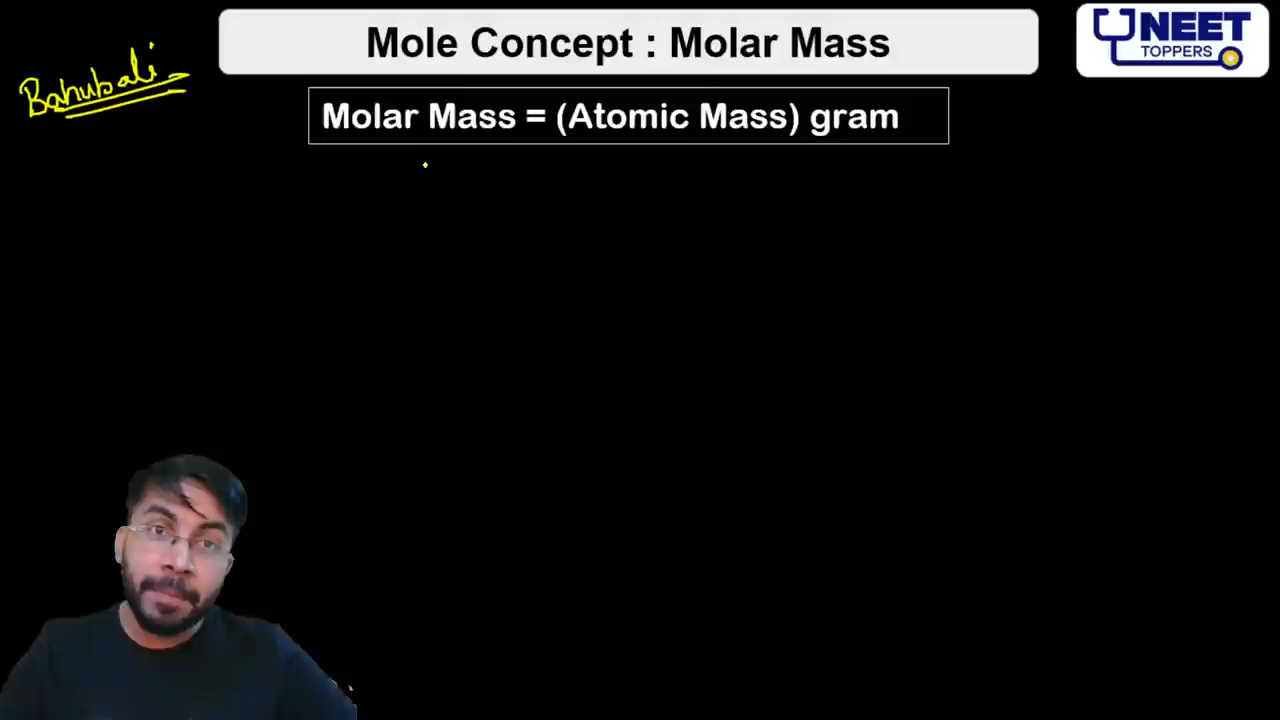 Mole Concept : Molar Mass
NEET
TOPPERS
Bahubali
Molar Mass = (Atomic Mass) gram